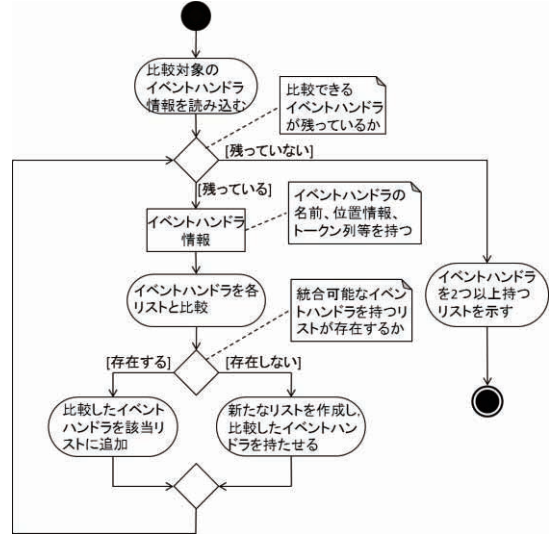 比較対象の
イベントハンドラ
情報を読み込む
比較できる
イベントハンドラ
が残っているか
[残っていない]
[残っている]
イベントハンドラ
情報
イベントハンドラの
名前、位置情報、
トークン列等を持つ
イベントハンドラを各
リストと比較
統合可能なイベン
トハンドラを持つリ
ストが存在するか
イベントハンドラ
を2つ以上持つ
リストを示す
[存在する]
[存在しない]
比較したイベント
ハンドラを該当リ
ストに追加
新たなリストを作成し、
比較したイベントハン
ドラを持たせる